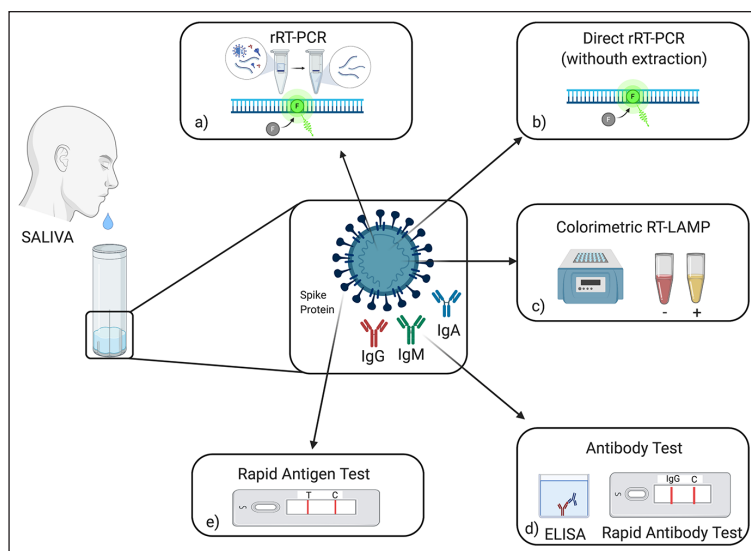 rRT-PCR
F
F
a)
Direct rRT-PCR
(withouth extraction)
F
F
b)
SALIVA
Colorimetric RT-LAMP
c)
- +
Spike
Protein
IgA
IgG
IgM
Rapid Antigen Test
T C
S
e)
Antibody Test
IgG C
S
d) ELISA Rapid Antibody Test